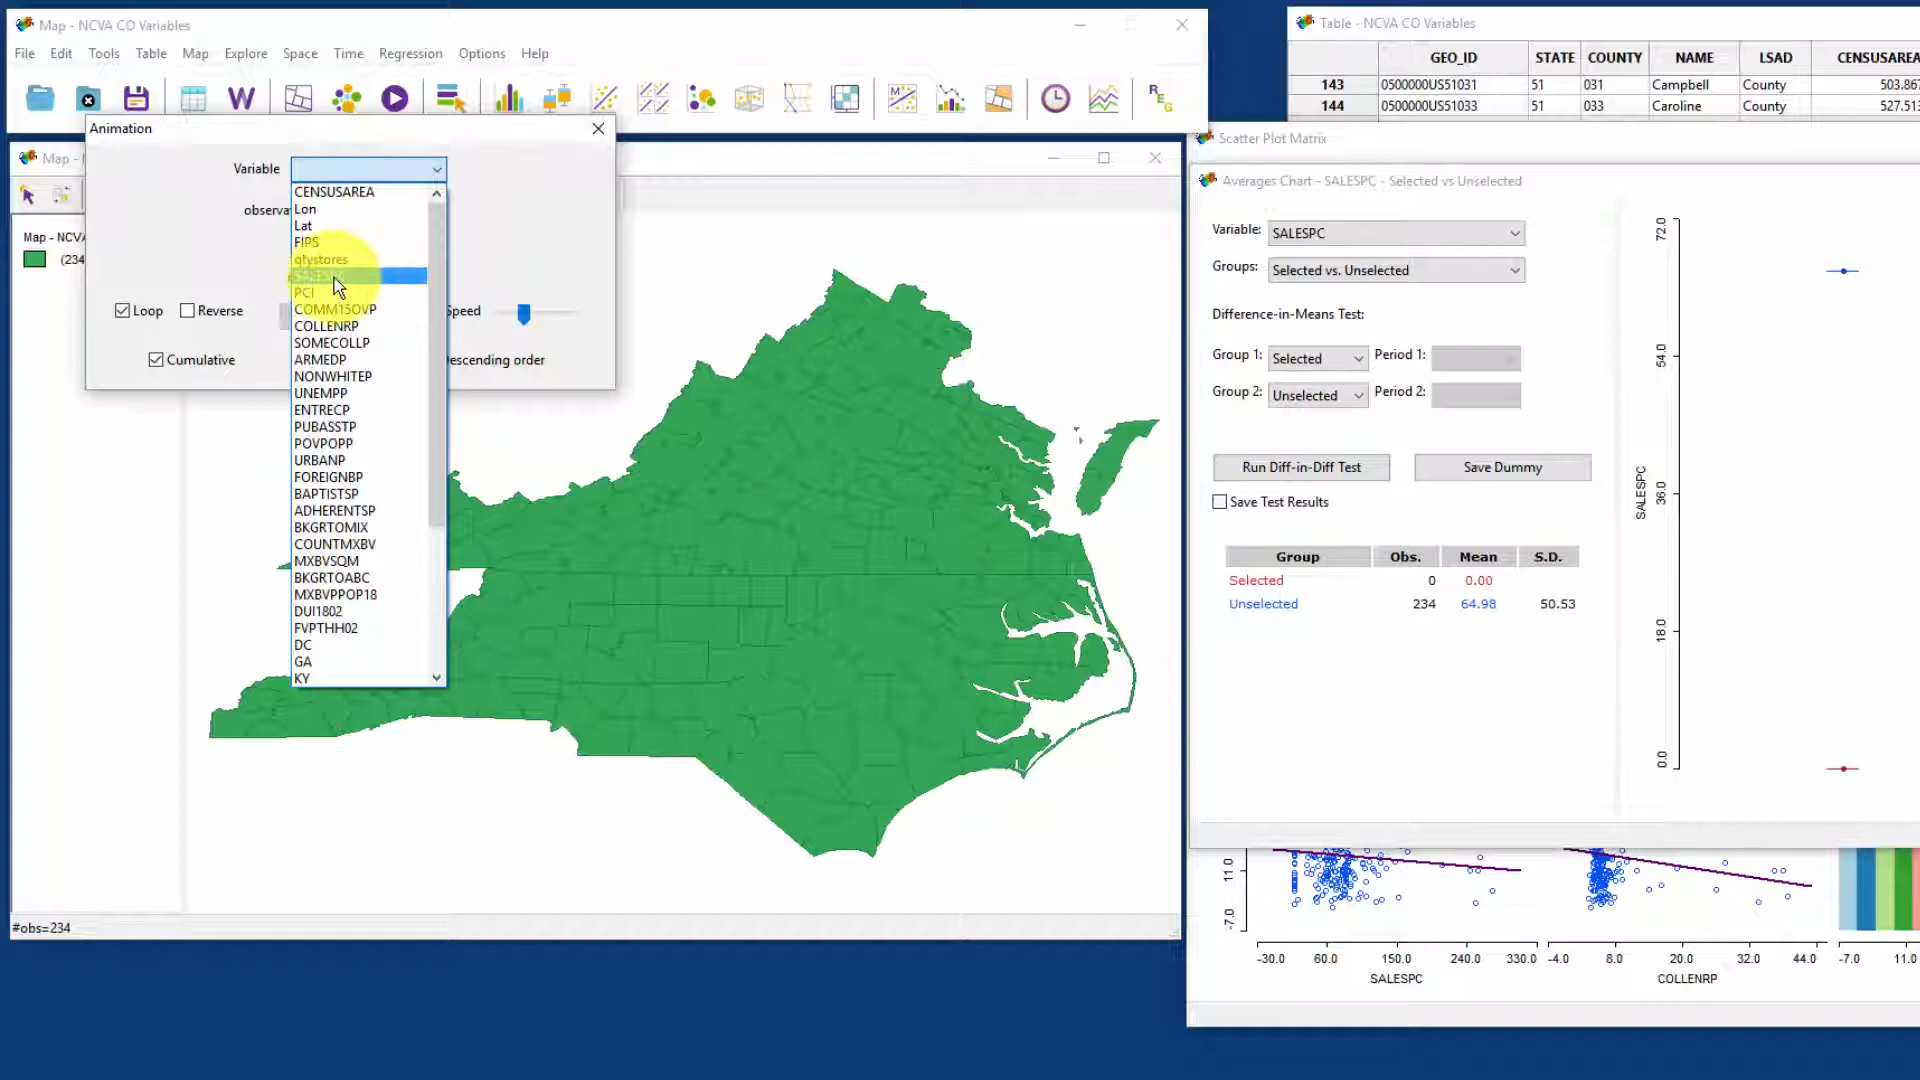 Map - NCVA CO Variables
File Edit Tools Table Map Explore Space Time Regression Options Help
Animation
Variable
CENSUSAREA
Lon
Lat
FIPS
qtystores
SALESPC
PCI
COMM15OVP
COLLENRP
SOMECOLLP
ARMEDP
NONWHITEP
UNEMPP
ENTRECP
PUBASSTP
POVPOPP
URBANP
FOREIGNBP
BAPTISTSP
ADHERENTSP
BKGRTOMIX
COUNTMXBV
MXBVSQM
BKGRTOABC
MXBVPPOP18
DUI1802
FVPTHH02
DC
GA
KY
observa
Loop Reverse Speed
Cumulative escending order
Map -
Map - NCVA
(234
#obs=234
Table - NCVA CO Variables
GEO_ID STATE COUNTY NAME LSAD CENSUSAREA
143 0500000US51031 51 031 Campbell County 503.867
144 0500000US51033 51 033 Caroline County 527.513
Scatter Plot Matrix
Averages Chart - SALESPC - Selected vs Unselected
Variable: SALESPC
Groups: Selected vs. Unselected
Difference-in-Means Test:
Group 1: Selected Period 1:
Group 2: Unselected Period 2:
Run Diff-in-Diff Test Save Dummy
Save Test Results
Group Obs. Mean S.D.
Selected 0 0.00
Unselected 234 64.98 50.53
72.0
54.0
36.0
18.0
0.0
SALESPC
11.0
-7.0
-30.0 60.0 150.0 240.0 330.0 -4.0 8.0 20.0 32.0 44.0 -7.0 11.0
SALESPC COLLENRP